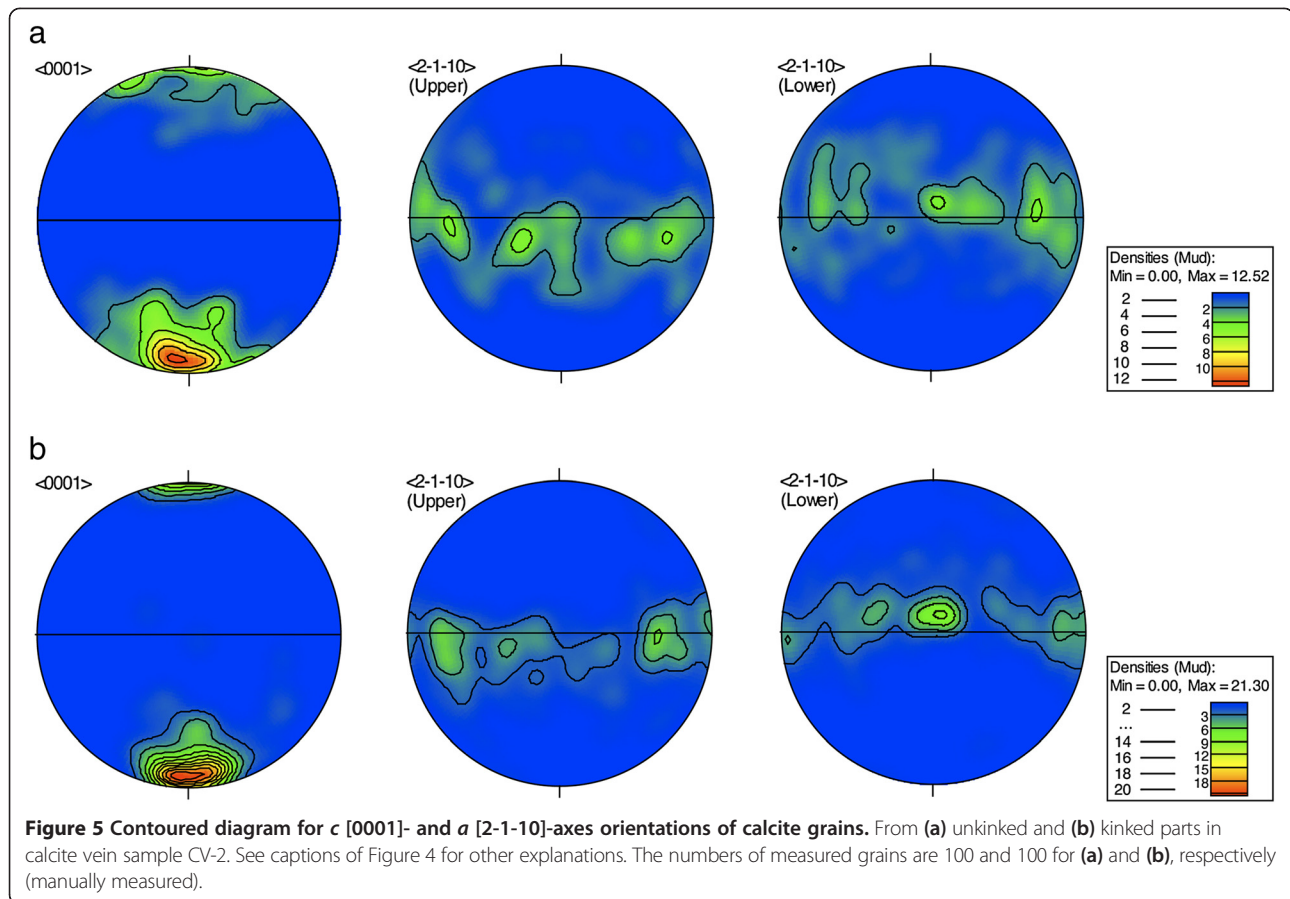 a
<0001>
<2-1-10>
(Upper)
<2-1-10>
(Lower)
Densities (Mud):
Min = 0.00, Max = 12.52
2
4
6
8
10
12
2
4
6
8
10
b
<0001>
<2-1-10>
(Upper)
<2-1-10>
(Lower)
Densities (Mud):
Min = 0.00, Max = 21.30
2
...
14
16
18
20
3
6
9
12
15
18
Figure 5 Contoured diagram for c [0001]- and a [2-1-10]-axes orientations of calcite grains. From (a) unkinked and (b) kinked parts in
calcite vein sample CV-2. See captions of Figure 4 for other explanations. The numbers of measured grains are 100 and 100 for (a) and (b), respectively
(manually measured).